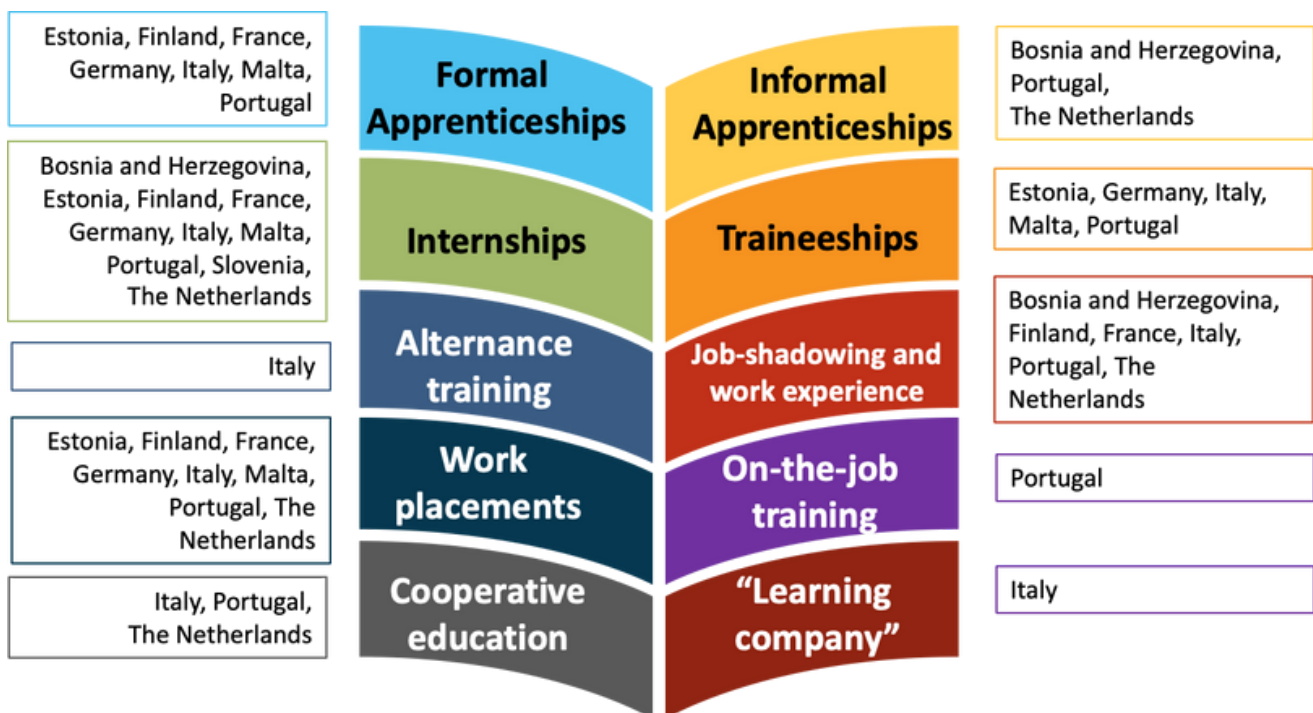 Estonia, Finland, France,
Germany, Italy, Malta,
Portugal
Formal
Apprenticeships
Informal
Apprenticeships
Bosnia and Herzegovina,
Portugal,
The Netherlands
Bosnia and Herzegovina,
Estonia, Finland, France,
Germany, Italy, Malta,
Portugal, Slovenia,
The Netherlands
Internships
Traineeships
Estonia, Germany, Italy,
Malta, Portugal
Italy
Alternance
training
Job-shadowing and
work experience
Bosnia and Herzegovina,
Finland, France, Italy,
Portugal, The
Netherlands
Estonia, Finland, France,
Germany, Italy, Malta,
Portugal, The
Netherlands
Work
placements
On-the-job
training
Portugal
Italy, Portugal,
The Netherlands
Cooperative
education
“Learning
company”
Italy